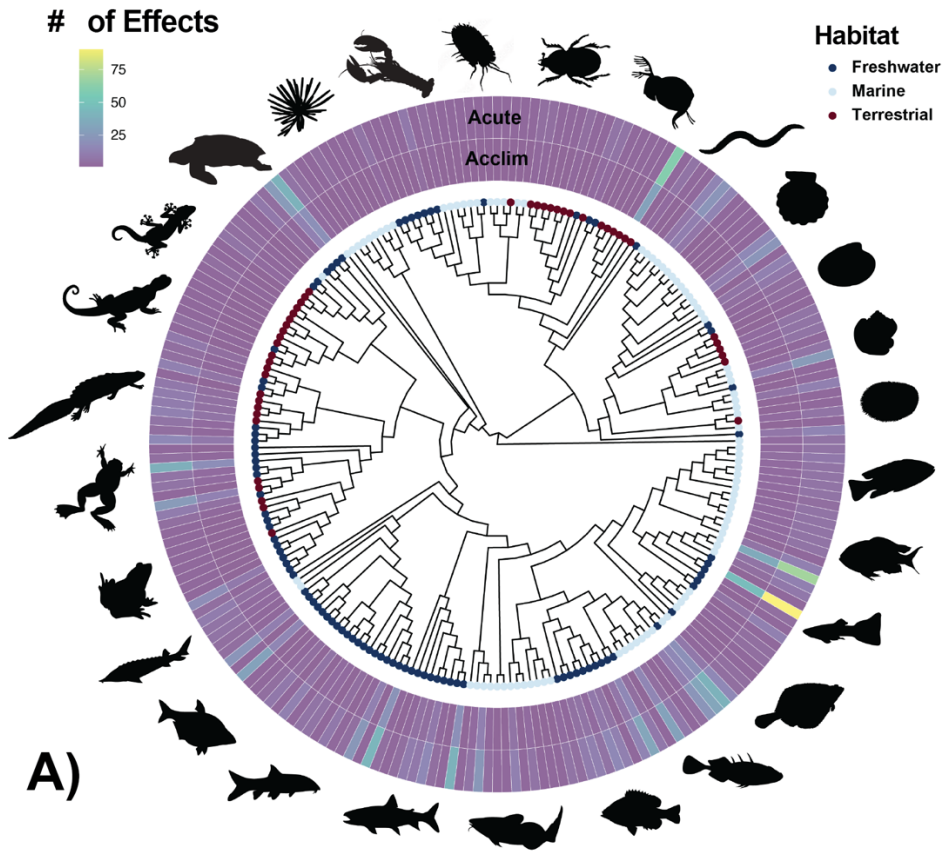 # of Effects
75
50
25
Habitat
Freshwater
Marine
Terrestrial
Acute
Acclim
A)